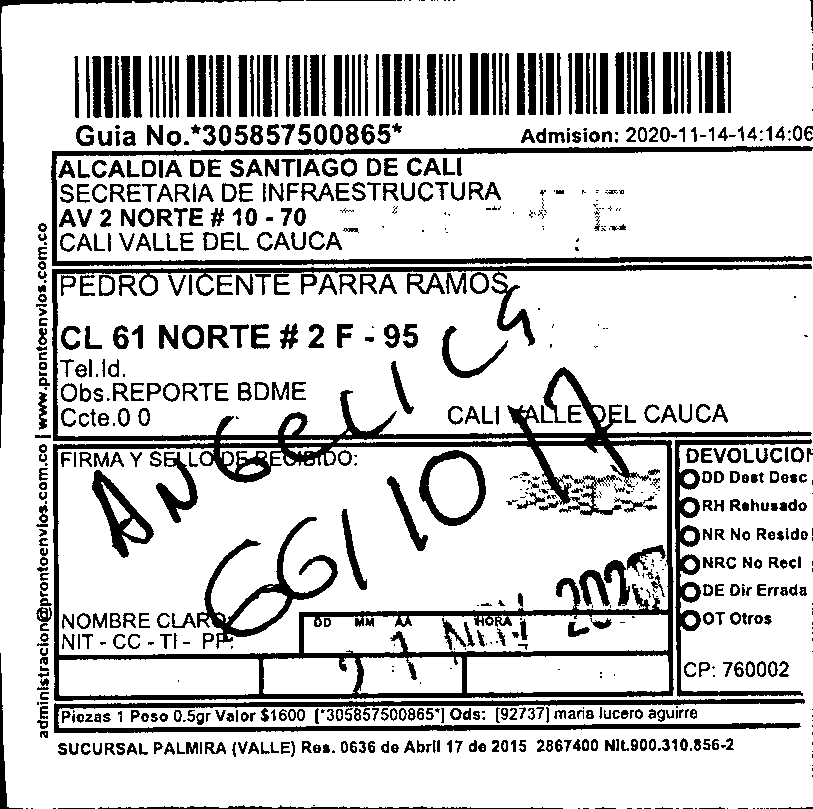 Guia No.*305857500865*
Admision: 2020-11-14-14:14:06
ALCALDIA DE SANTIAGO DE CALI
SECRETARIA DE INFRAESTRUCTURA
AV 2 NORTE # 10 - 70
CALI VALLE DEL CAUCA
PEDRO VICENTE PARRA RAMOS
CL 61 NORTE # 2 F - 95
Tel.Id.
Obs.REPORTE BDME
Ccte.0 0
CALI VALLE DEL CAUCA
ANGELICA
661 10 17
FIRMA Y SELLO DE RECIBIDO:
NOMBRE CLARO:
NIT - CC - TI - PP:
DD MM AA HORA
21 NOV 2020
DEVOLUCION
DD Dest Desc
RH Rehusado
NR No Reside
NRC No Recl
DE Dir Errada
OT Otros
CP: 760002
Piezas 1 Peso 0.5gr Valor $1600 [*305857500865*] Ods: [92737] maria lucero aguirre
SUCURSAL PALMIRA (VALLE) Res. 0636 de Abril 17 de 2015 2867400 Nit.900.310.856-2
administracion@prontoenvios.com.co | www.prontoenvios.com.co